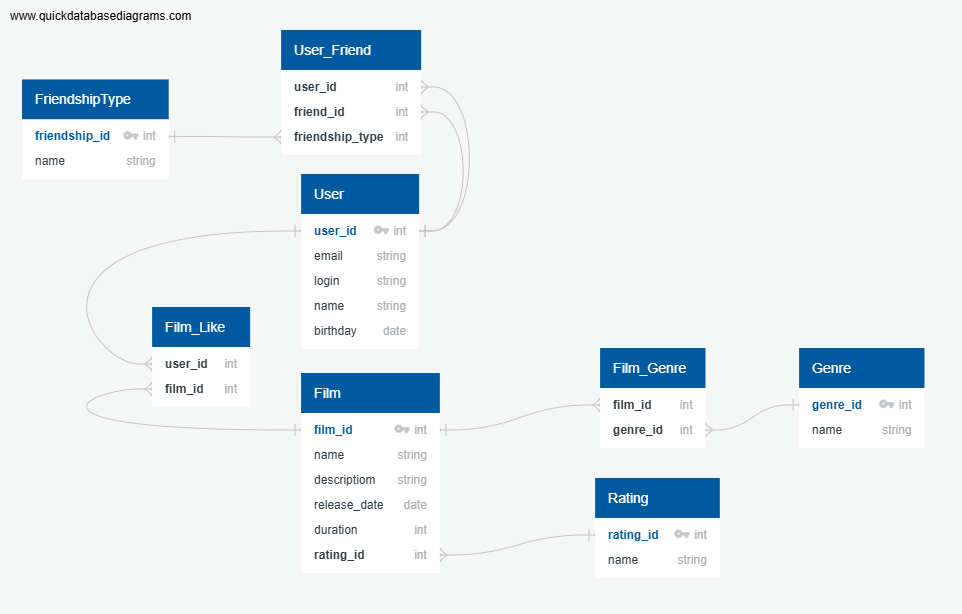 www.quickdatabasediagrams.com
User_Friend
user_id int
friend_id int
friendship_type int
FriendshipType
friendship_id int
name string
User
user_id int
email string
login string
name string
birthday date
Film_Like
user_id int
film_id int
Film
film_id int
name string
descriptiom string
release_date date
duration int
rating_id int
Film_Genre
film_id int
genre_id int
Genre
genre_id int
name string
Rating
rating_id int
name string